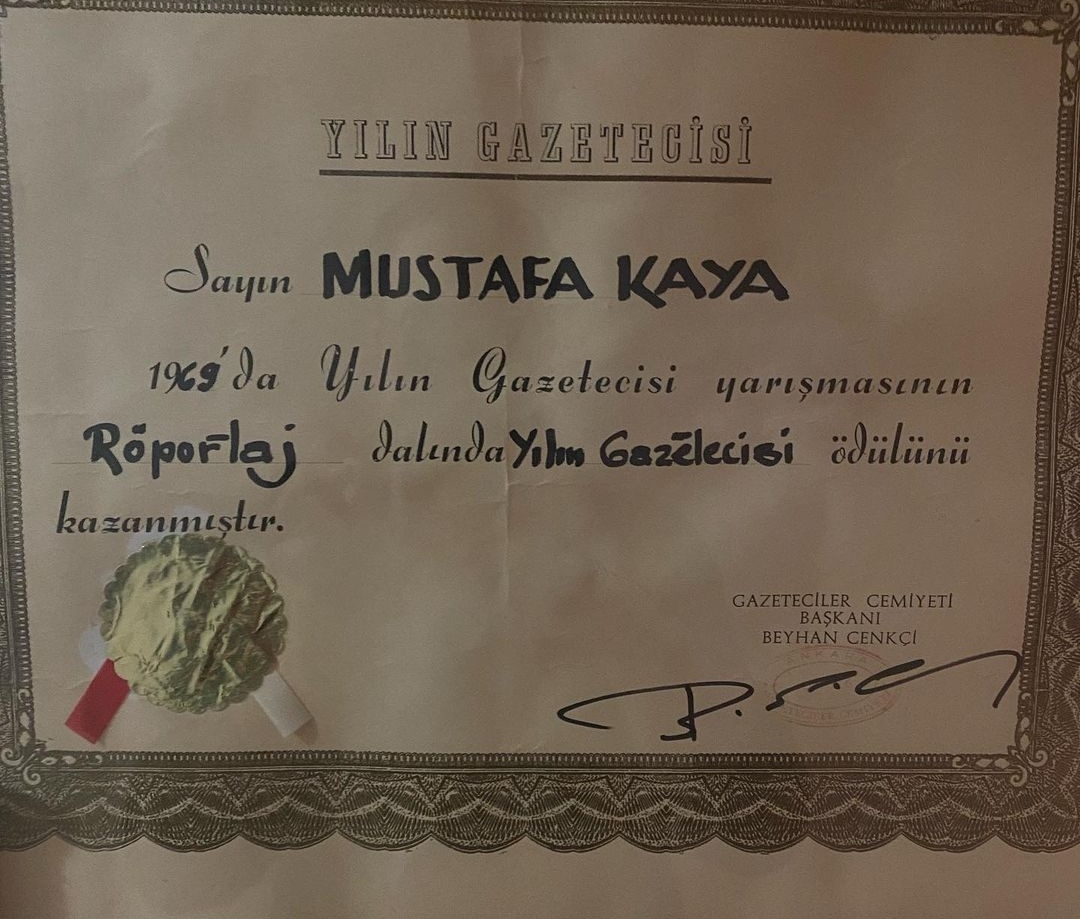 YILIN GAZETECİSİ
Sayın MUSTAFA KAYA
1969'da Yılın Gazetecisi yarışmasının
Röportaj dalında Yılın Gazetecisi ödülünü
kazanmıştır.
GAZETECİLER CEMİYETİ
BAŞKANI
BEYHAN CENKÇİ
ANKARA